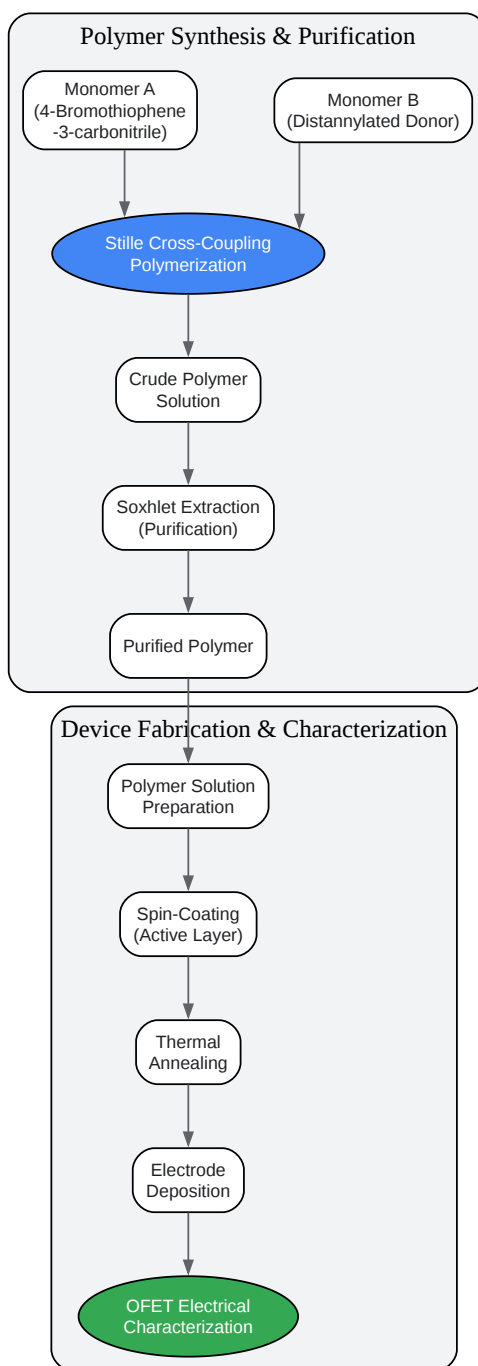 Polymer Synthesis & Purification
Monomer A
(4-Bromothiophene
-3-carbonitrile)
Monomer B
(Distannylated Donor)
Stille Cross-Coupling
Polymerization
Crude Polymer
Solution
Soxhlet Extraction
(Purification)
Purified Polymer
Device Fabrication & Characterization
Polymer Solution
Preparation
Spin-Coating
(Active Layer)
Thermal
Annealing
Electrode
Deposition
OFET Electrical
Characterization